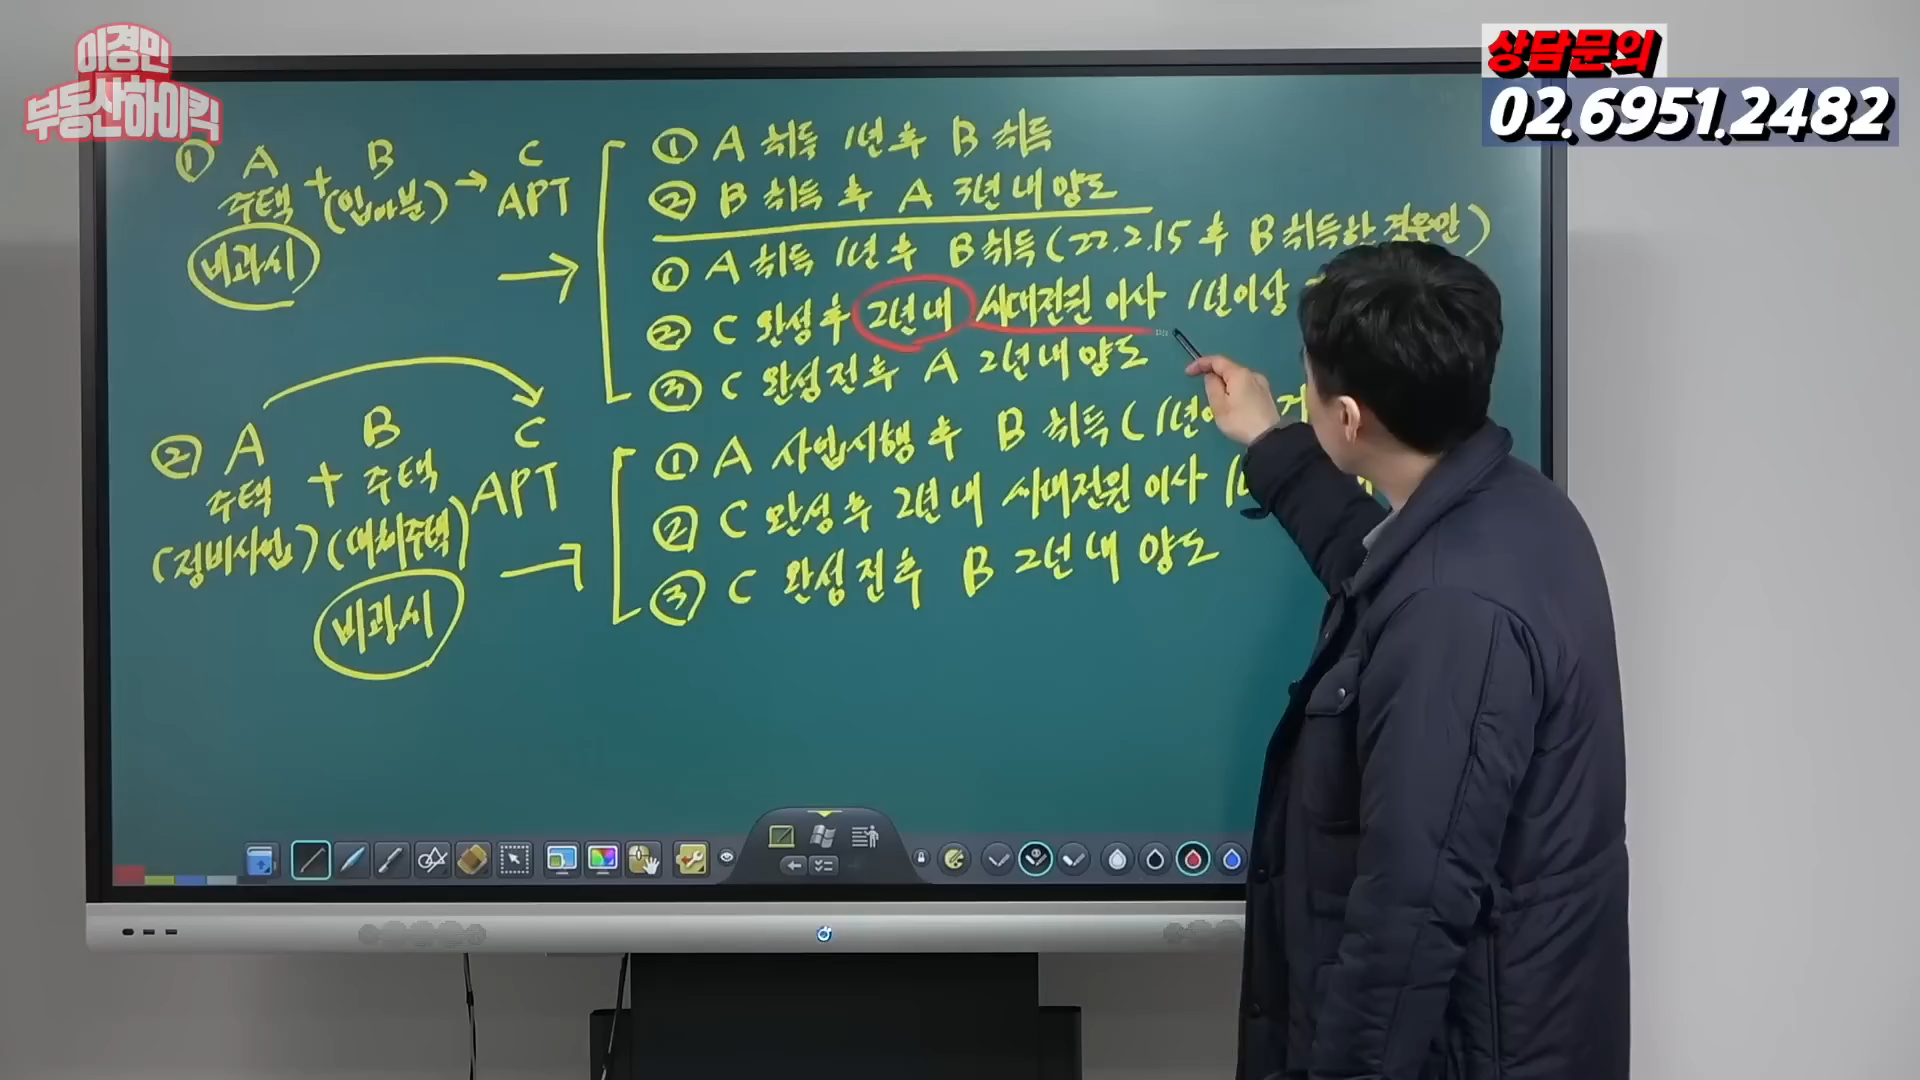 이경민
부동산하이킥
상담문의
02.6951.2482
① A + B → C
주택 (입주분) APT
비과세
→
① A 취득 1년 후 B 취득
② B 취득 후 A 3년 내 양도
① A 취득 1년 후 B 취득 (22.2.15 후 B 취득한 경우만)
② C 완성 후 2년 내 세대전원 이사 1년이상
③ C 완성 전후 A 2년 내 양도
② A + B C
주택 주택 APT
(정비사업) (대체주택)
비과세
→
① A 사업시행 후 B 취득 (1년이 거
② C 완성 후 2년 내 세대전원 이사 1
③ C 완성 전후 B 2년 내 양도